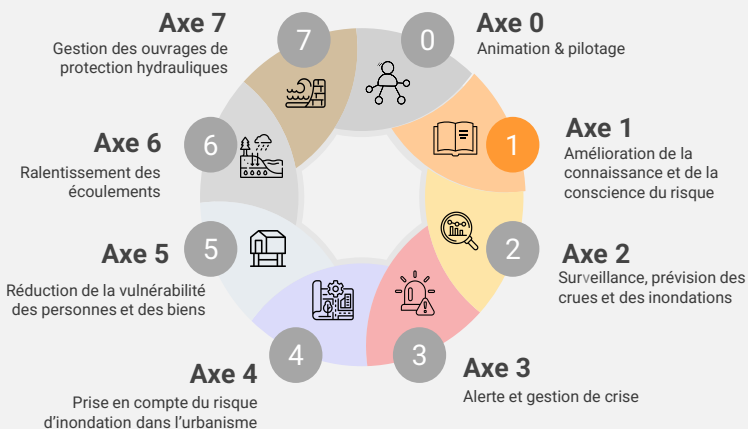 Axe 0
Animation & pilotage
0
Axe 1
Amélioration de la
connaissance et de la
conscience du risque
1
Axe 2
Surveillance, prévision des
crues et des inondations
2
Axe 3
Alerte et gestion de crise
3
Axe 4
Prise en compte du risque
d'inondation dans l'urbanisme
4
Axe 5
Réduction de la vulnérabilité
des personnes et des biens
5
Axe 6
Ralentissement des
écoulements
6
Axe 7
Gestion des ouvrages de
protection hydrauliques
7